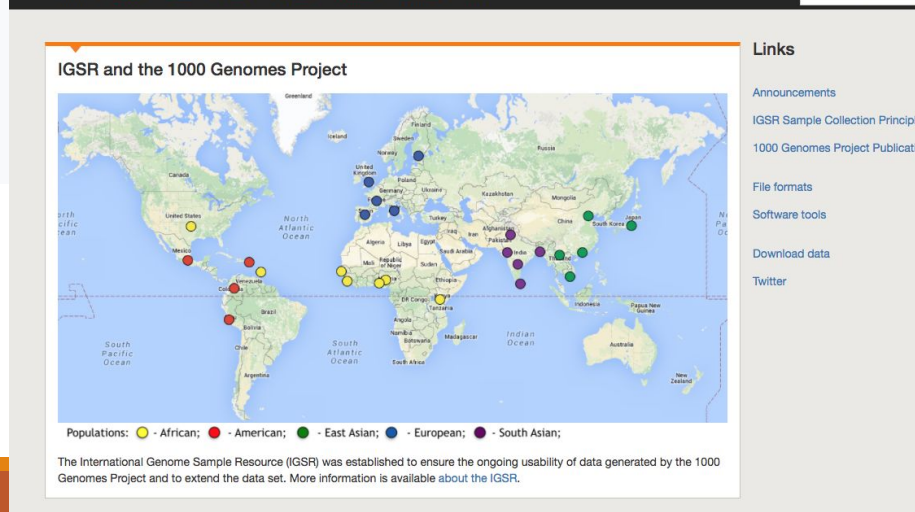 IGSR and the 1000 Genomes Project
Greenland
Iceland
Finland
Sweden
Norway
Russia
United
Kingdom
Canada
Poland
Germany
Ukraine
Kazakhstan
Mongolia
Spain
United States
North
Atlantic
Ocean
Turkey
Afghanistan
China
Japan
South Korea
Iraq
Iran
Pakistan
Algeria
Libya
Egypt
Saudi Arabia
India
Mexico
Mali
Republic
of Niger
Sudan
Ethiopia
Venezuela
DR Congo
Tanzania
Indonesia
Papua New
Guinea
Brazil
Angola
Bolivia
Namibia
Botswana
Madagascar
Indian
Ocean
Australia
South
Pacific
Ocean
Chile
South
Atlantic
Ocean
South Africa
Argentina
New
Zealand
Populations: - African; - American; - East Asian; - European; - South Asian;
The International Genome Sample Resource (IGSR) was established to ensure the ongoing usability of data generated by the 1000
Genomes Project and to extend the data set. More information is available about the IGSR.
Links
Announcements
IGSR Sample Collection Principl
1000 Genomes Project Publicati
File formats
Software tools
Download data
Twitter